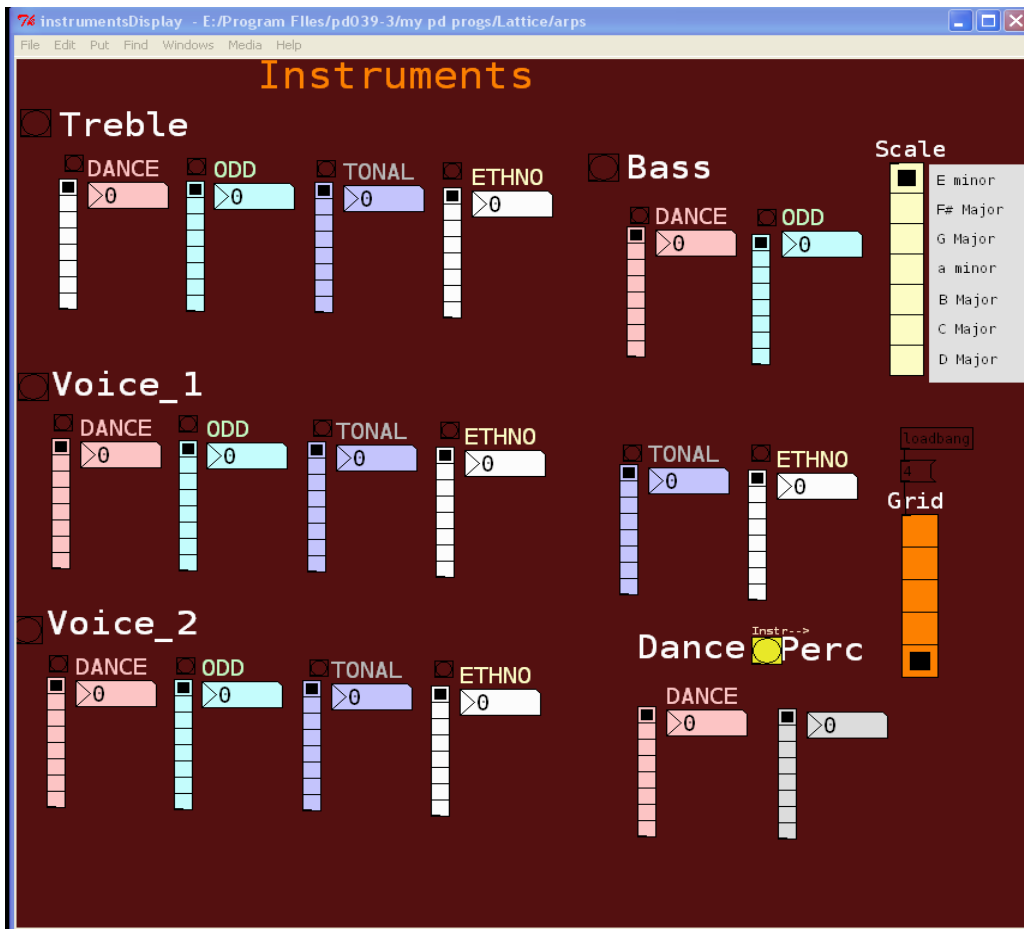 instrumentsDisplay - E:/Program FIles/pd039-3/my pd progs/Lattice/arps
File Edit Put Find Windows Media Help
Instruments
Treble
DANCE ODD TONAL ETHNO
0 0 0 0
Bass
DANCE ODD
0 0
Scale
E minor
F# Major
G Major
a minor
B Major
C Major
D Major
Voice_1
DANCE ODD TONAL ETHNO
0 0 0 0
TONAL ETHNO
0 0
loadbang
4
Grid
Voice_2
DANCE ODD TONAL ETHNO
0 0 0 0
Instr-->
Dance Perc
DANCE
0 0